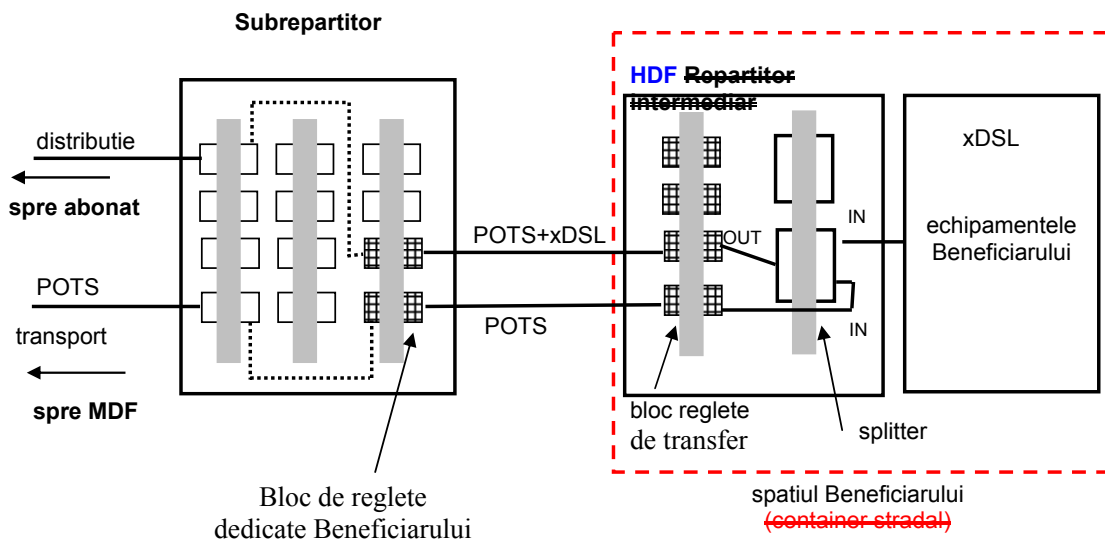 Subrepartitor
HDF Repartitor
intermediar
distributie
spre abonat
POTS
transport
spre MDF
POTS+xDSL
POTS
OUT
IN
IN
xDSL
echipamentele
Beneficiarului
bloc reglete
de transfer
splitter
Bloc de reglete
dedicate Beneficiarului
spatiul Beneficiarului
(container stradal)